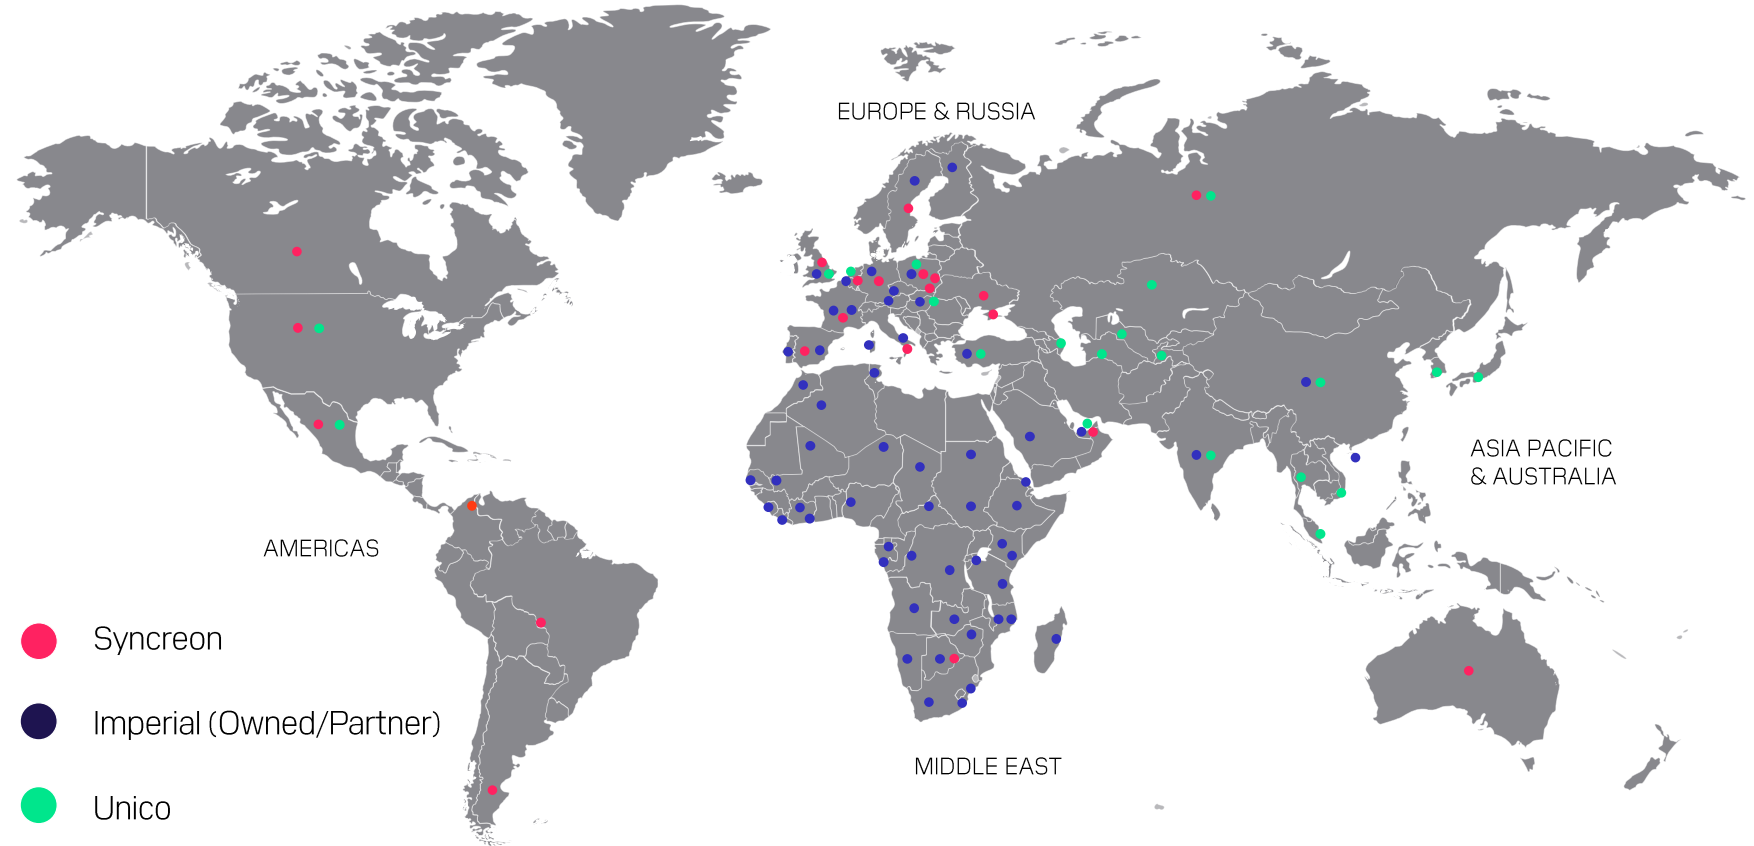 EUROPE & RUSSIA
ASIA PACIFIC
& AUSTRALIA
AMERICAS
Syncreon
Imperial (Owned/Partner)
MIDDLE EAST
Unico